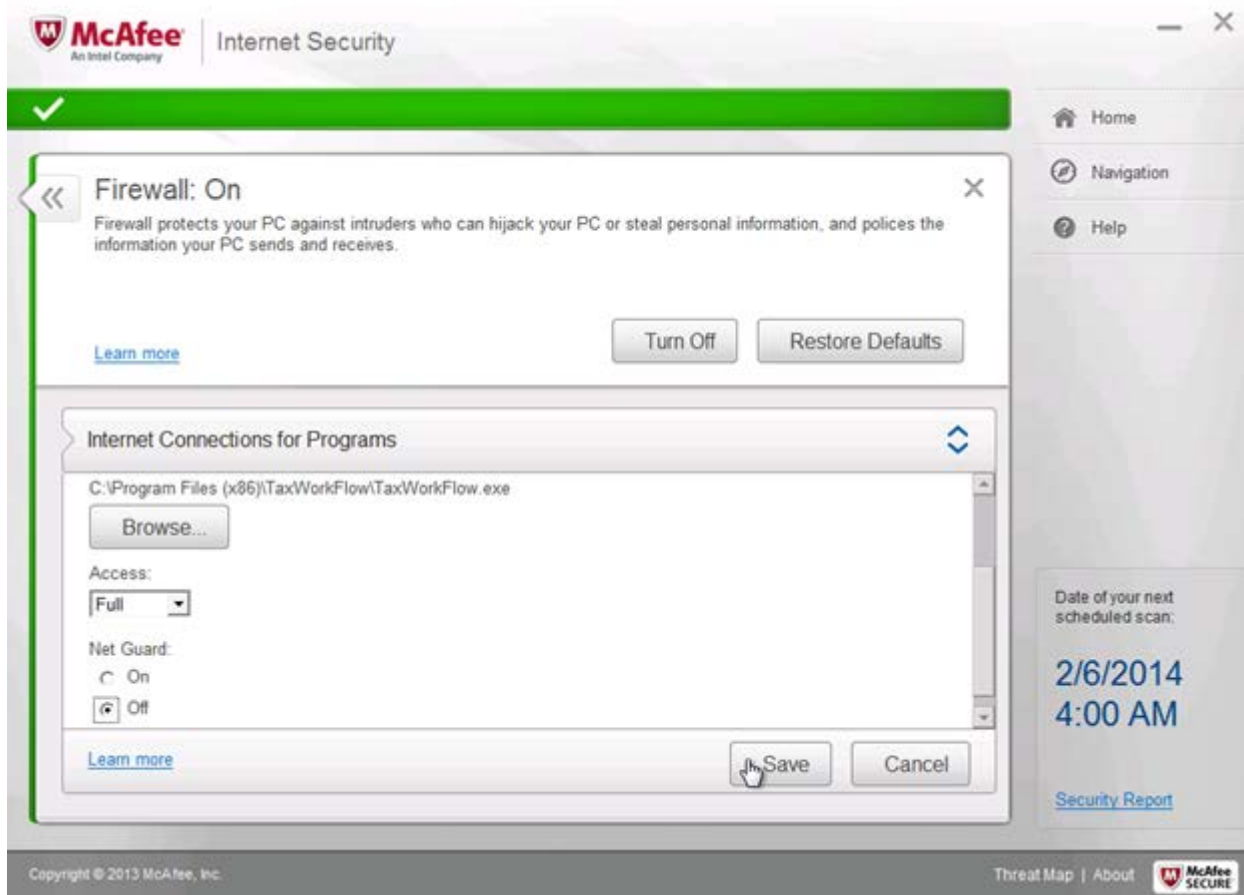 McAfee
An Intel Company
Internet Security
Home
Navigation
Help
Firewall: On
Firewall protects your PC against intruders who can hijack your PC or steal personal information, and polices the
information your PC sends and receives.
Learn more
Turn Off
Restore Defaults
Internet Connections for Programs
C:\Program Files (x86)\TaxWorkFlow\TaxWorkFlow.exe
Browse...
Access:
Full
Net Guard:
On
Off
Learn more
Save
Cancel
Date of your next
scheduled scan:
2/6/2014
4:00 AM
Security Report
Copyright © 2013 McAfee, Inc.
Threat Map | About
McAfee
SECURE